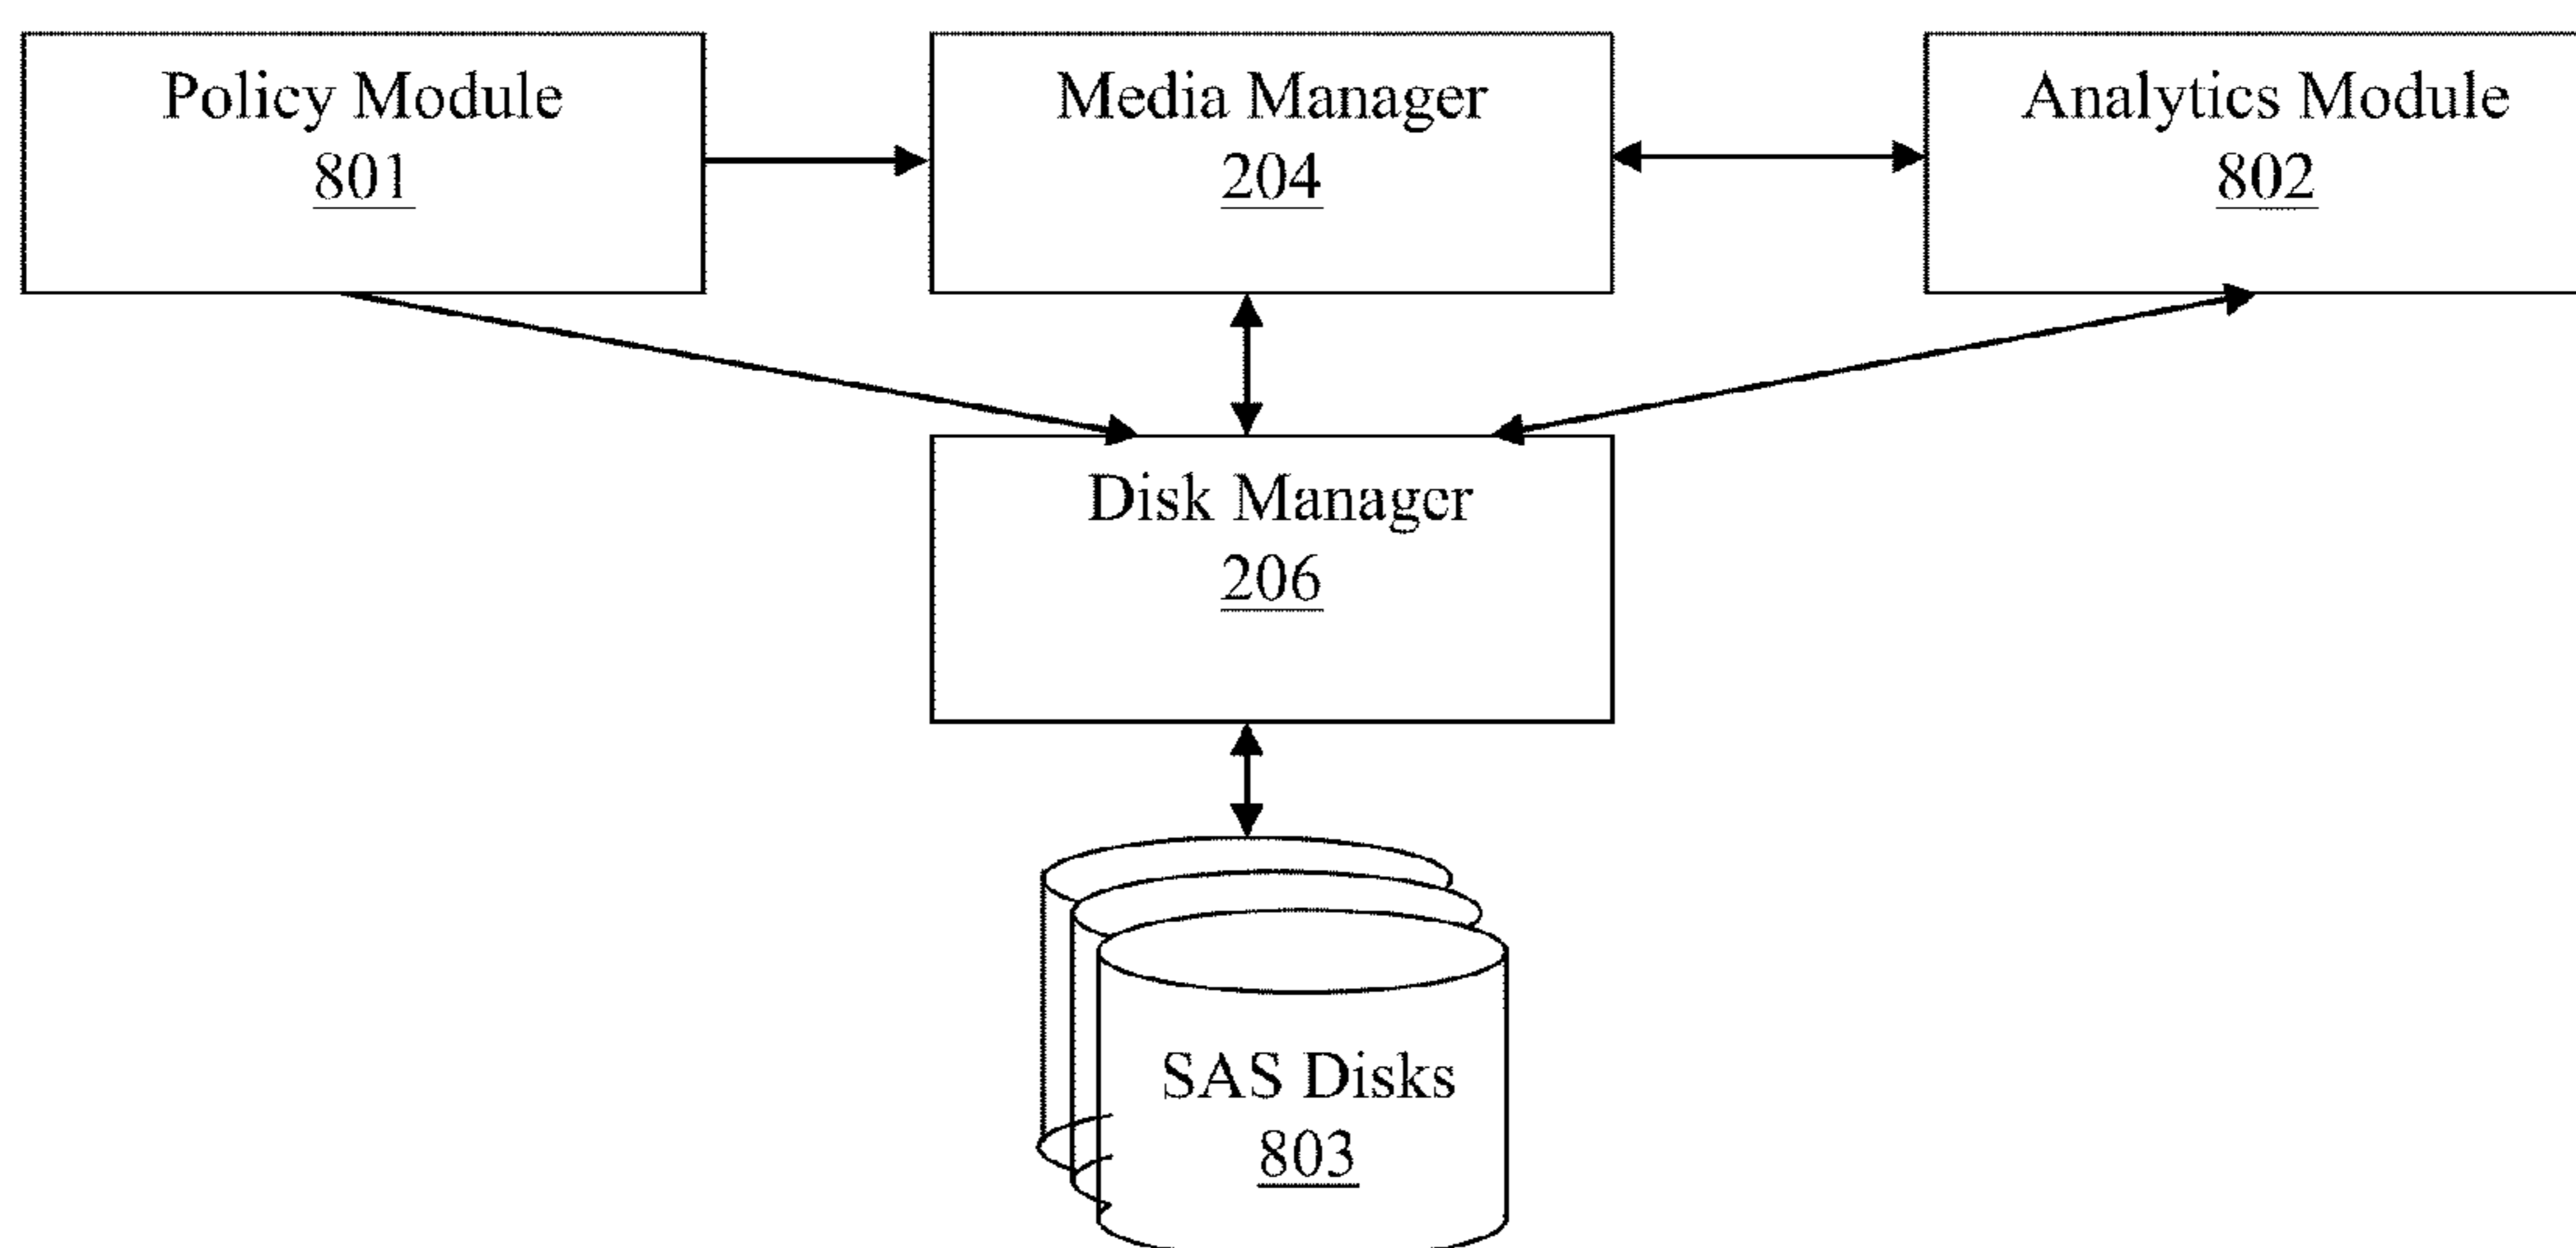 Policy Module
801
Media Manager
204
Analytics Module
802
Disk Manager
206
SAS Disks
803